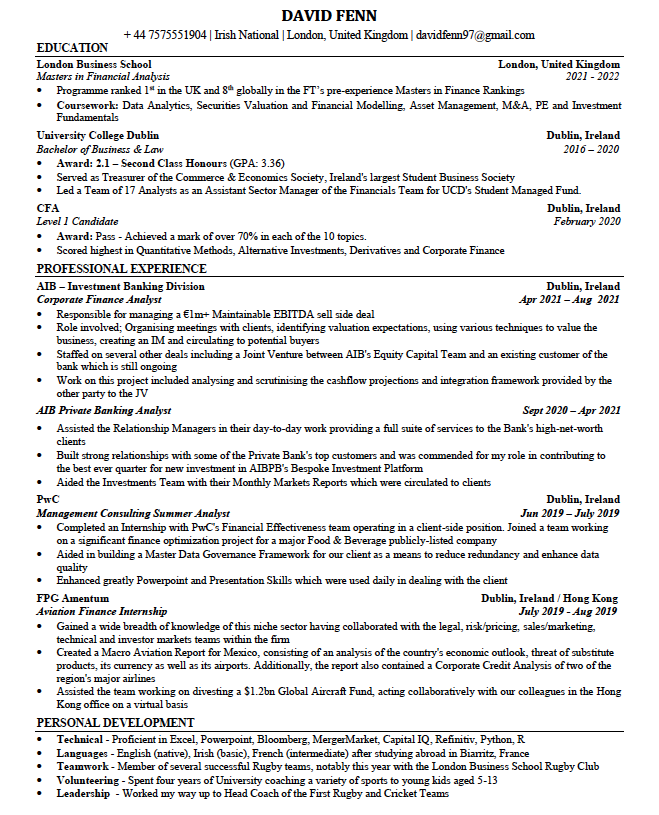 DAVID FENN
+ 44 7575551904 | Irish National | London, United Kingdom | davidfenn97@gmail.com
EDUCATION
London Business School London, United Kingdom
Masters in Financial Analysis 2021 - 2022
• Programme ranked 1st in the UK and 8th globally in the FT's pre-experience Masters in Finance Rankings
• Coursework: Data Analytics, Securities Valuation and Financial Modelling, Asset Management, M&A, PE and Investment
Fundamentals
University College Dublin Dublin, Ireland
Bachelor of Business & Law 2016 – 2020
• Award: 2.1 – Second Class Honours (GPA: 3.36)
• Served as Treasurer of the Commerce & Economics Society, Ireland's largest Student Business Society
• Led a Team of 17 Analysts as an Assistant Sector Manager of the Financials Team for UCD's Student Managed Fund.
CFA Dublin, Ireland
Level 1 Candidate February 2020
• Award: Pass - Achieved a mark of over 70% in each of the 10 topics.
• Scored highest in Quantitative Methods, Alternative Investments, Derivatives and Corporate Finance
PROFESSIONAL EXPERIENCE
AIB – Investment Banking Division Dublin, Ireland
Corporate Finance Analyst Apr 2021 – Aug 2021
• Responsible for managing a €1m+ Maintainable EBITDA sell side deal
• Role involved; Organising meetings with clients, identifying valuation expectations, using various techniques to value the
business, creating an IM and circulating to potential buyers
• Staffed on several other deals including a Joint Venture between AIB's Equity Capital Team and an existing customer of the
bank which is still ongoing
• Work on this project included analysing and scrutinising the cashflow projections and integration framework provided by the
other party to the JV
AIB Private Banking Analyst Sept 2020 – Apr 2021
• Assisted the Relationship Managers in their day-to-day work providing a full suite of services to the Bank's high-net-worth
clients
• Built strong relationships with some of the Private Bank's top customers and was commended for my role in contributing to
the best ever quarter for new investment in AIBPB's Bespoke Investment Platform
• Aided the Investments Team with their Monthly Markets Reports which were circulated to clients
PwC Dublin, Ireland
Management Consulting Summer Analyst Jun 2019 – July 2019
• Completed an Internship with PwC's Financial Effectiveness team operating in a client-side position. Joined a team working
on a significant finance optimization project for a major Food & Beverage publicly-listed company
• Aided in building a Master Data Governance Framework for our client as a means to reduce redundancy and enhance data
quality
• Enhanced greatly Powerpoint and Presentation Skills which were used daily in dealing with the client
FPG Amentum Dublin, Ireland / Hong Kong
Aviation Finance Internship July 2019 - Aug 2019
• Gained a wide breadth of knowledge of this niche sector having collaborated with the legal, risk/pricing, sales/marketing,
technical and investor markets teams within the firm
• Created a Macro Aviation Report for Mexico, consisting of an analysis of the country's economic outlook, threat of substitute
products, its currency as well as its airports. Additionally, the report also contained a Corporate Credit Analysis of two of the
region's major airlines
• Assisted the team working on divesting a $1.2bn Global Aircraft Fund, acting collaboratively with our colleagues in the Hong
Kong office on a virtual basis
PERSONAL DEVELOPMENT
• Technical - Proficient in Excel, Powerpoint, Bloomberg, MergerMarket, Capital IQ, Refinitiv, Python, R
• Languages - English (native), Irish (basic), French (intermediate) after studying abroad in Biarritz, France
• Teamwork - Member of several successful Rugby teams, notably this year with the London Business School Rugby Club
• Volunteering - Spent four years of University coaching a variety of sports to young kids aged 5-13
• Leadership - Worked my way up to Head Coach of the First Rugby and Cricket Teams